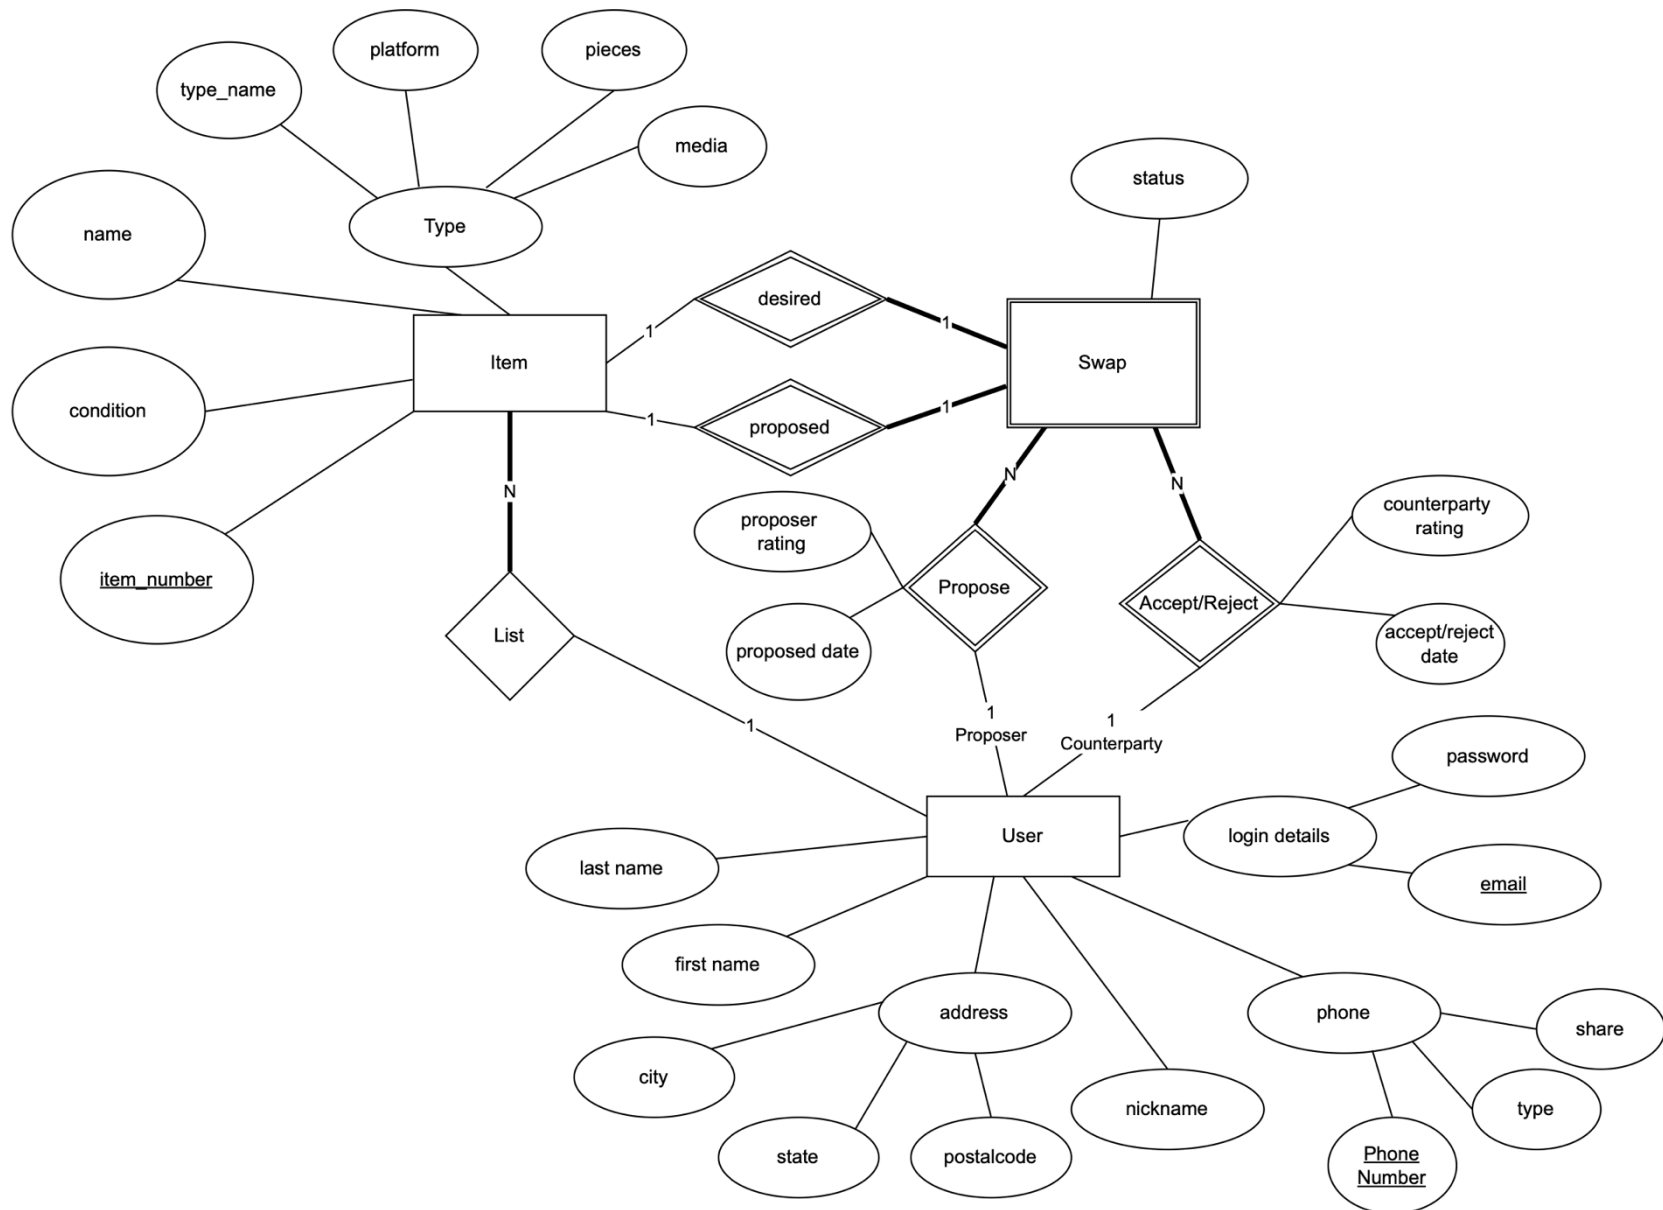 platform
pieces
type_name
media
status
Type
name
desired
1
1
Item
Swap
condition
1
1
proposed
N
N
N
counterparty
rating
proposer
rating
item_number
Propose
Accept/Reject
List
proposed date
accept/reject
date
1
Proposer
1
Counterparty
1
password
User
login details
last name
email
first name
address
phone
share
city
nickname
type
state
postalcode
Phone
Number